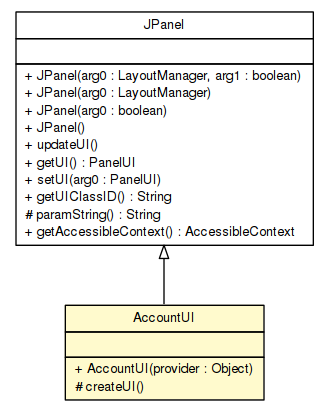 JPanel
+ JPanel(arg0 : LayoutManager, arg1 : boolean)
+ JPanel(arg0 : LayoutManager)
+ JPanel(arg0 : boolean)
+ JPanel()
+ updateUI()
+ getUI() : PanelUI
+ setUI(arg0 : PanelUI)
+ getUIClassID() : String
# paramString() : String
+ getAccessibleContext() : AccessibleContext
AccountUI
+ AccountUI(provider : Object)
# createUI()